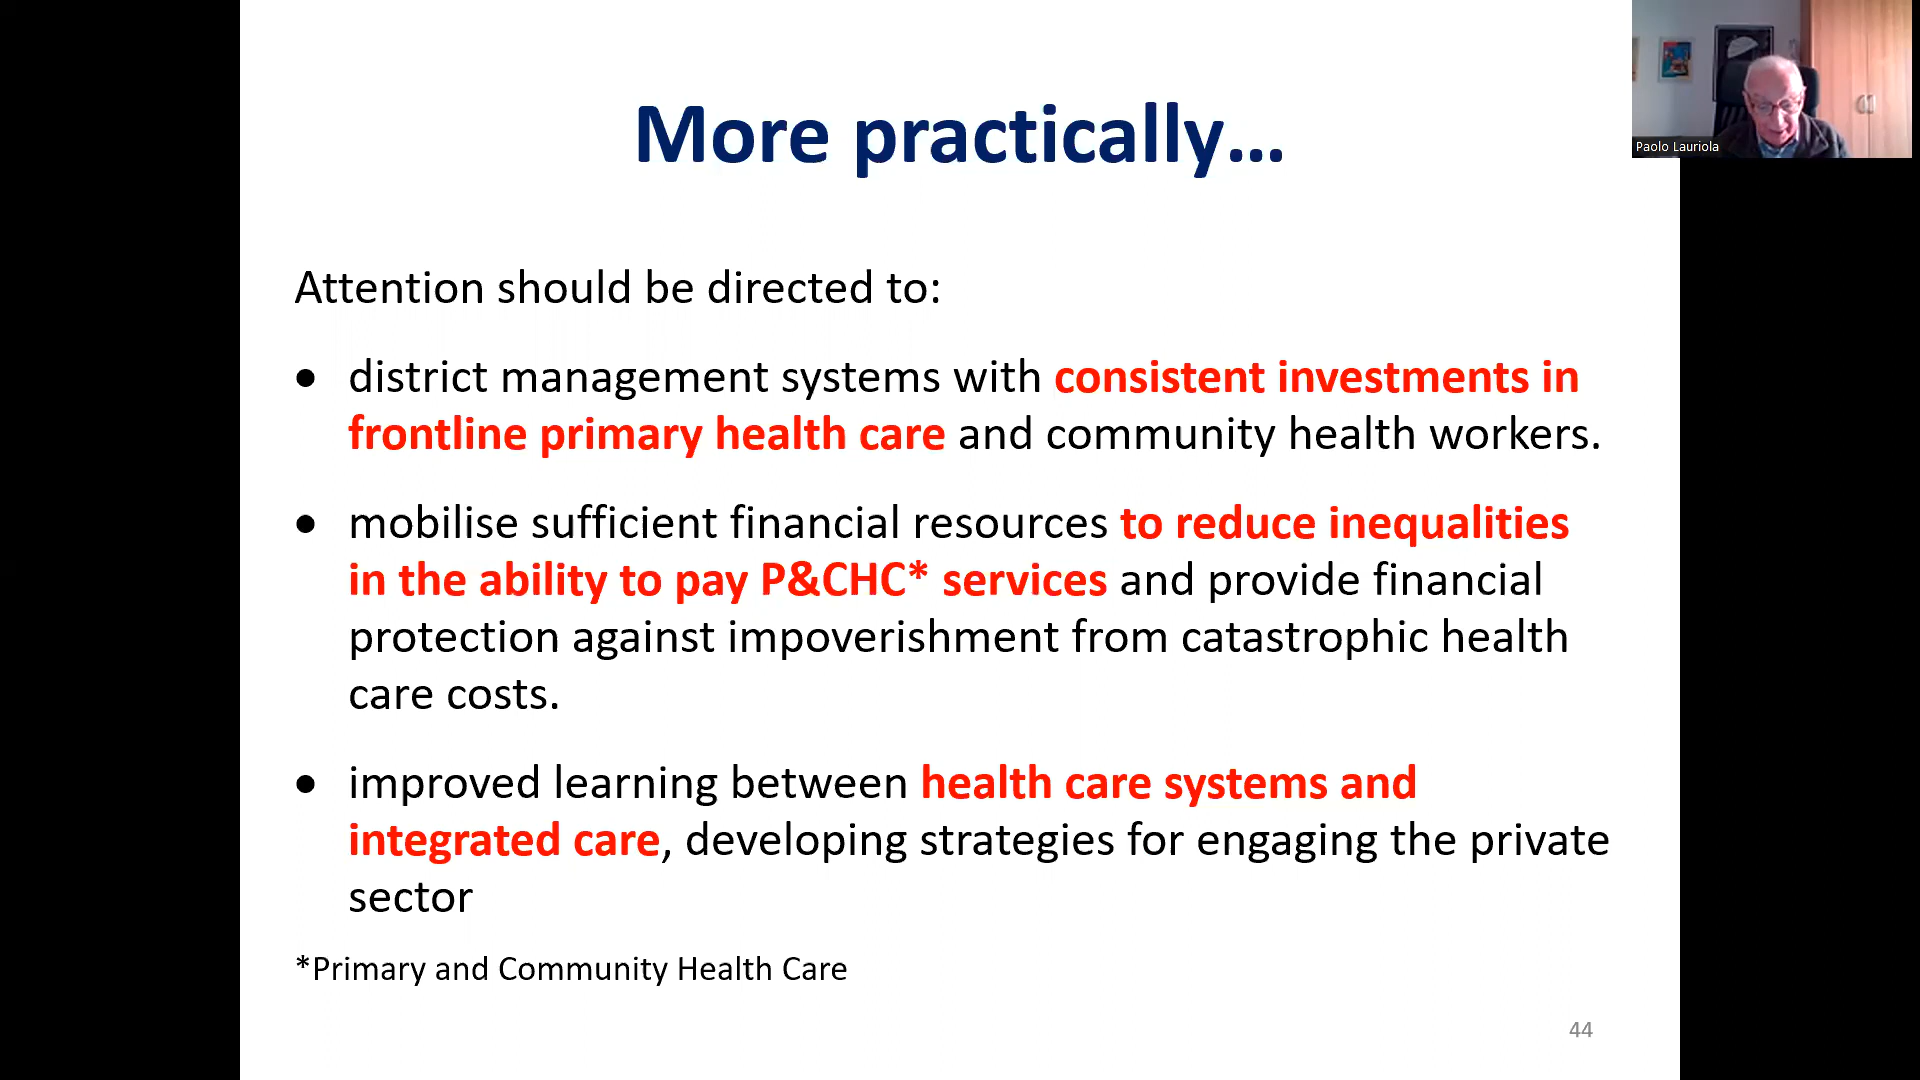 More practically...
Paolo Lauriola
Attention should be directed to:
• district management systems with consistent investments in
frontline primary health care and community health workers.
• mobilise sufficient financial resources to reduce inequalities
in the ability to pay P&CHC* services and provide financial
protection against impoverishment from catastrophic health
care costs.
• improved learning between health care systems and
integrated care, developing strategies for engaging the private
sector
*Primary and Community Health Care
44